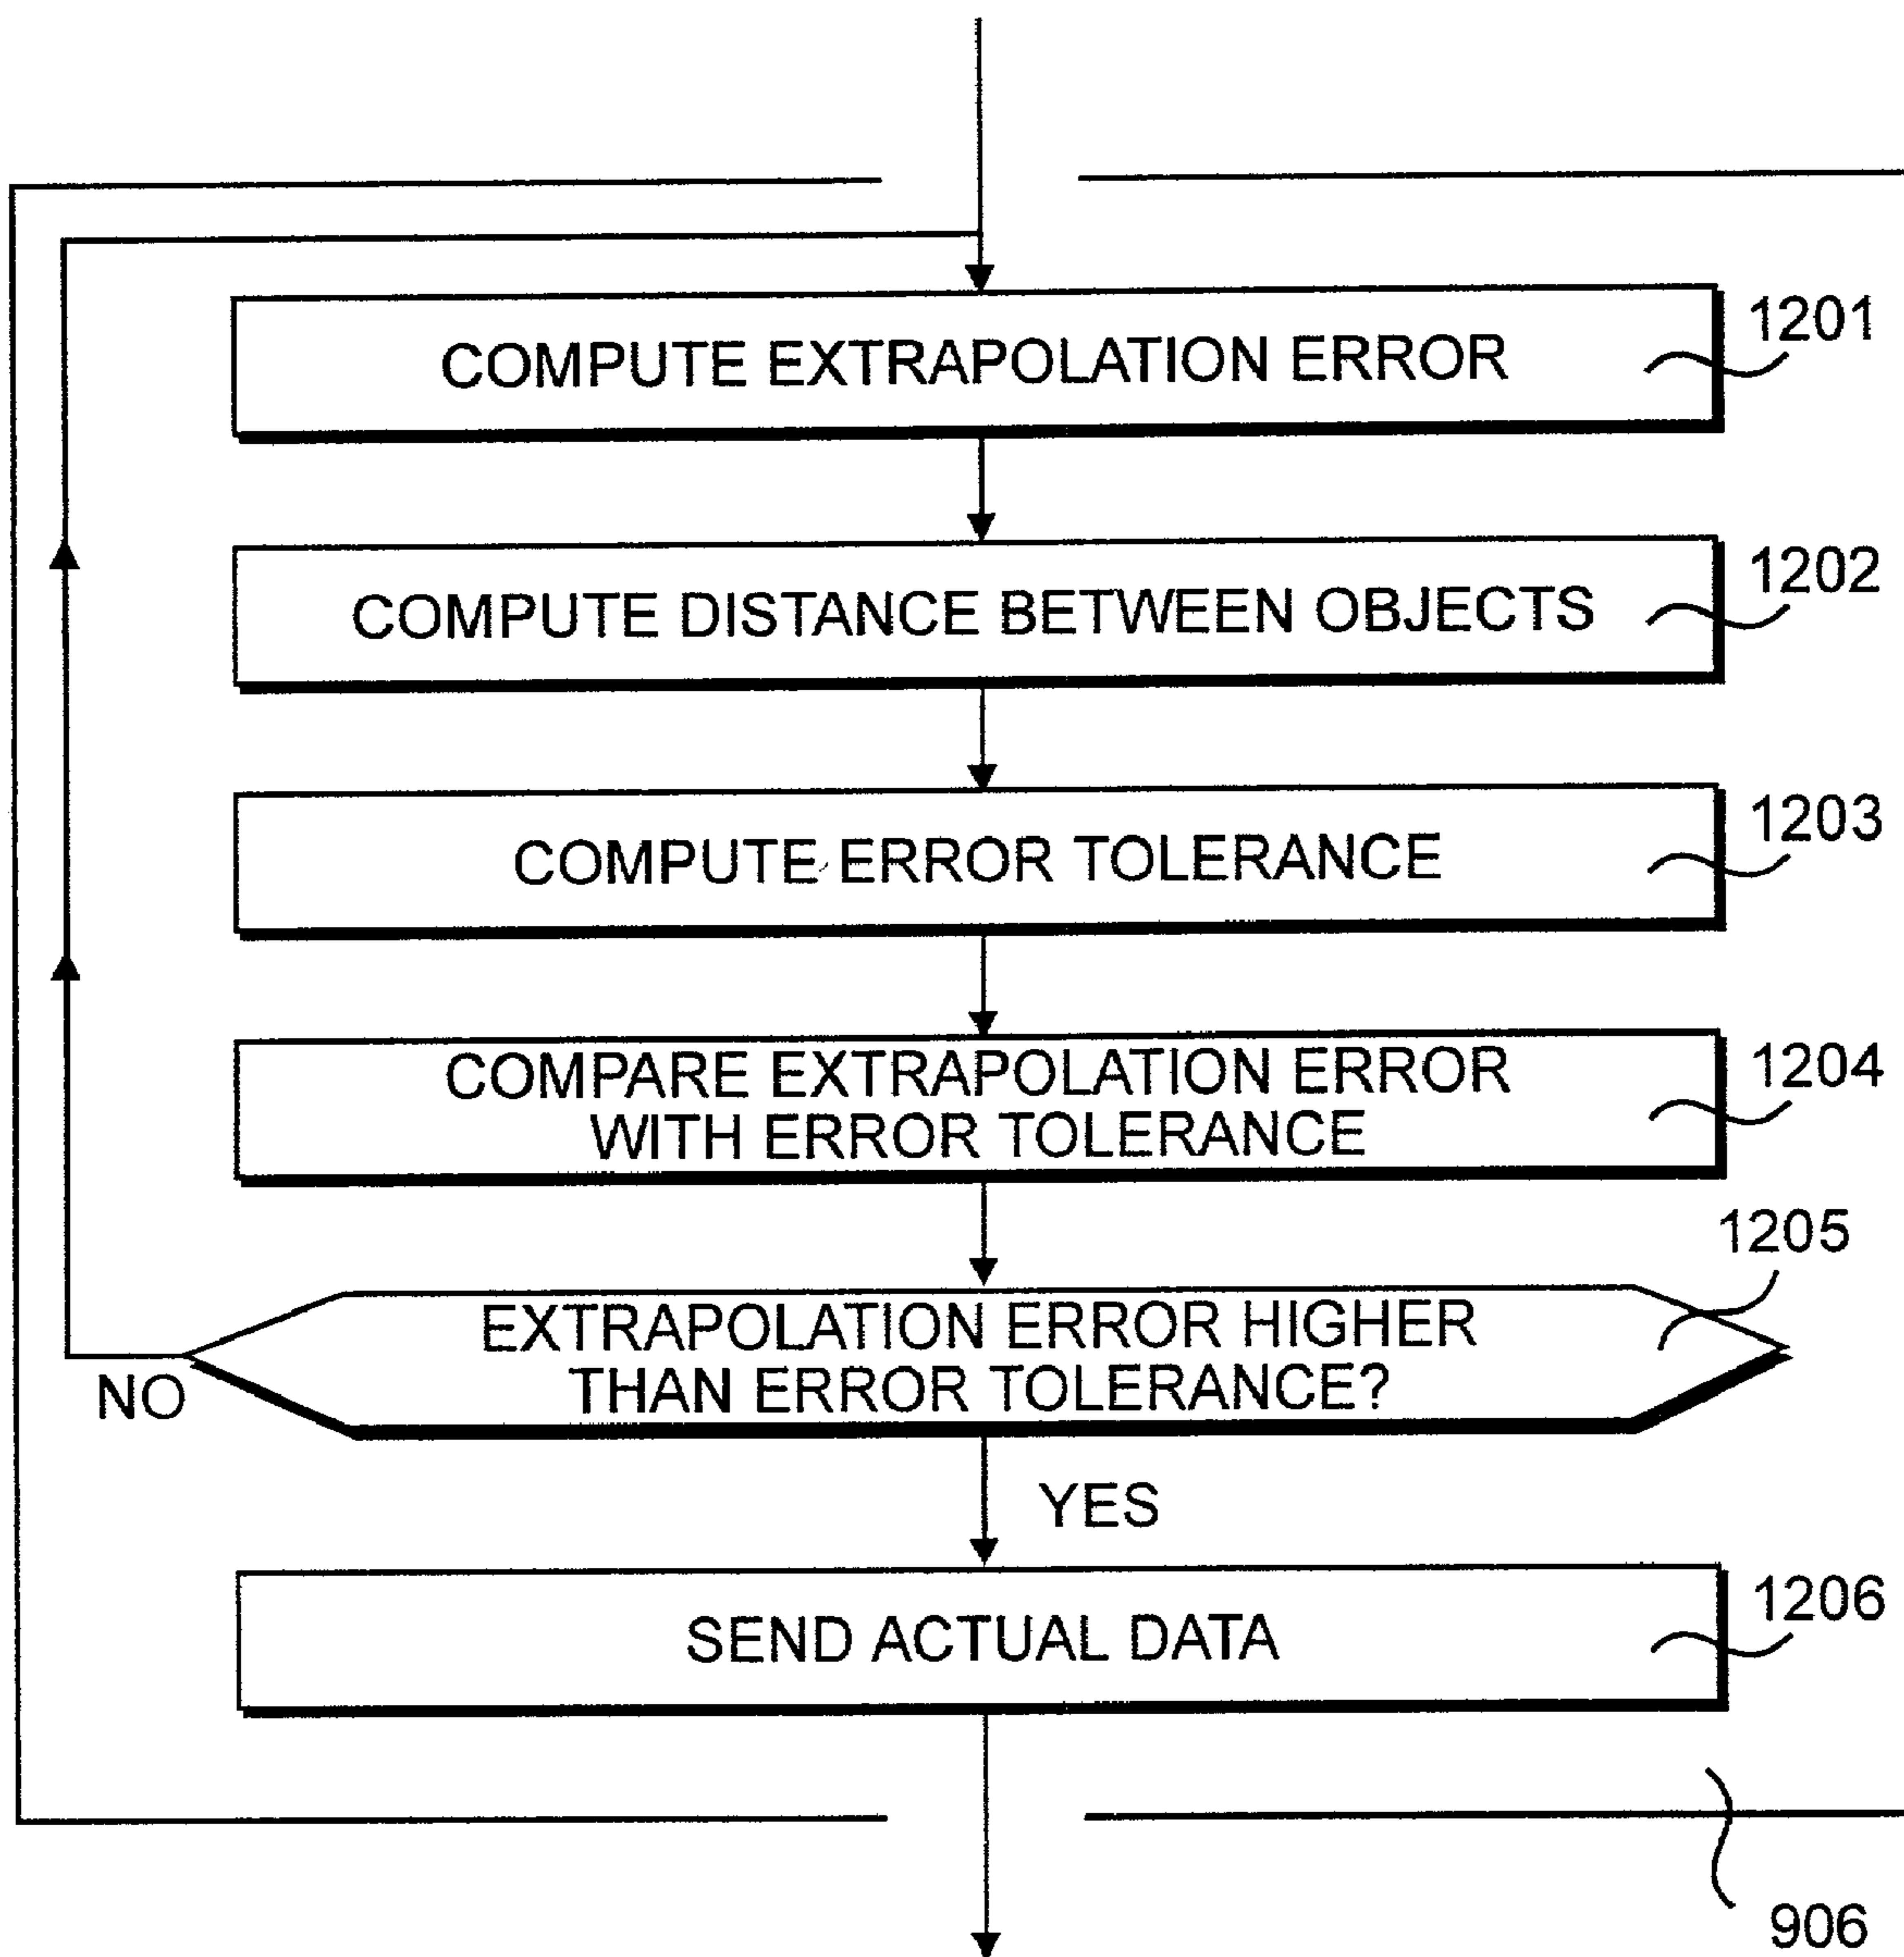 COMPUTE EXTRAPOLATION ERROR
1201
COMPUTE DISTANCE BETWEEN OBJECTS
1202
COMPUTE ERROR TOLERANCE
1203
COMPARE EXTRAPOLATION ERROR
WITH ERROR TOLERANCE
1204
1205
EXTRAPOLATION ERROR HIGHER
THAN ERROR TOLERANCE?
NO
YES
SEND ACTUAL DATA
1206
906